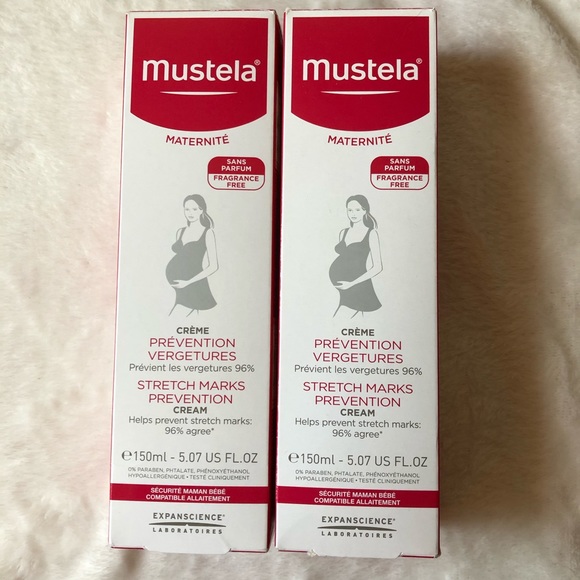 mustela®
MATERNITÉ
SANS
PARFUM
FRAGRANCE
FREE
CRÈME
PRÉVENTION
VERGETURES
Prévient les vergetures 96%
STRETCH MARKS
PREVENTION
CREAM
Helps prevent stretch marks:
96% agree*
℮150ml - 5.07 US FL.OZ
0% PARABEN, PHTALATE, PHÉNOXYÉTHANOL
HYPOALLERGÉNIQUE • TESTÉ CLINIQUEMENT
SÉCURITÉ MAMAN BÉBÉ
COMPATIBLE ALLAITEMENT
EXPANSCIENCE®
LABORATOIRES
mustela®
MATERNITÉ
SANS
PARFUM
FRAGRANCE
FREE
CRÈME
PRÉVENTION
VERGETURES
Prévient les vergetures 96%
STRETCH MARKS
PREVENTION
CREAM
Helps prevent stretch marks:
96% agree*
℮150ml - 5.07 US FL.OZ
0% PARABEN, PHTALATE, PHÉNOXYÉTHANOL
HYPOALLERGÉNIQUE • TESTÉ CLINIQUEMENT
SÉCURITÉ MAMAN BÉBÉ
COMPATIBLE ALLAITEMENT
EXPANSCIENCE®
LABORATOIRES